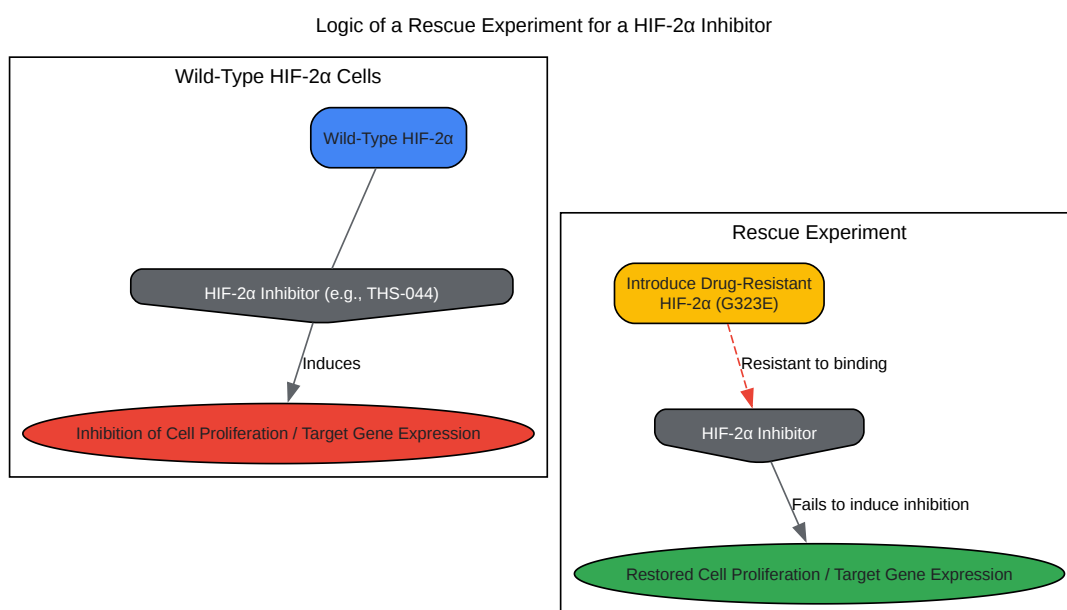 Logic of a Rescue Experiment for a HIF-2α Inhibitor
Wild-Type HIF-2α Cells
Wild-Type HIF-2α
HIF-2α Inhibitor (e.g., THS-044)
Induces
Inhibition of Cell Proliferation / Target Gene Expression
Rescue Experiment
Introduce Drug-Resistant
HIF-2α (G323E)
Resistant to binding
HIF-2α Inhibitor
Fails to induce inhibition
Restored Cell Proliferation / Target Gene Expression